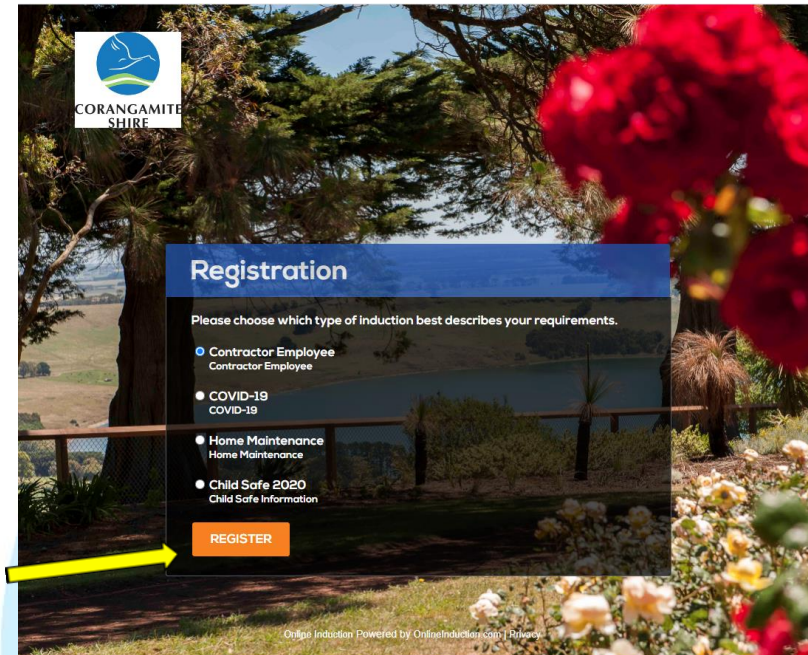 CORANGAMITE
SHIRE
Registration
Please choose which type of induction best describes your requirements.
Contractor Employee
Contractor Employee
COVID-19
COVID-19
Home Maintenance
Home Maintenance
Child Safe 2020
Child Safe Information
REGISTER
Online Induction Powered by OnlineInduction.com | Privacy